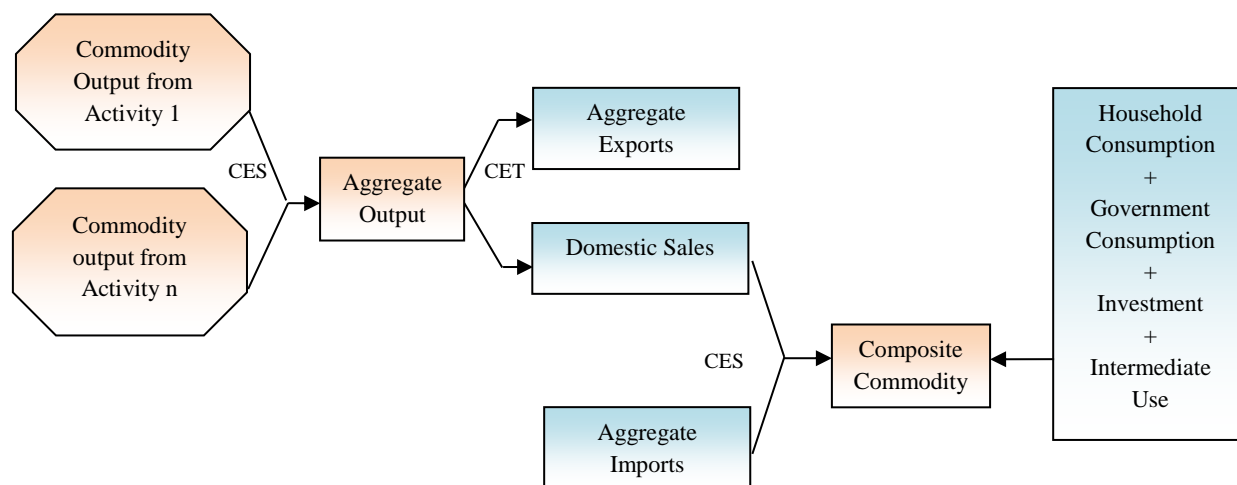 Commodity
Output from
Activity 1
CES
Commodity
output from
Activity n
Aggregate
Output
CET
Aggregate
Exports
Domestic Sales
CES
Aggregate
Imports
Composite
Commodity
Household
Consumption
+
Government
Consumption
+
Investment
+
Intermediate
Use